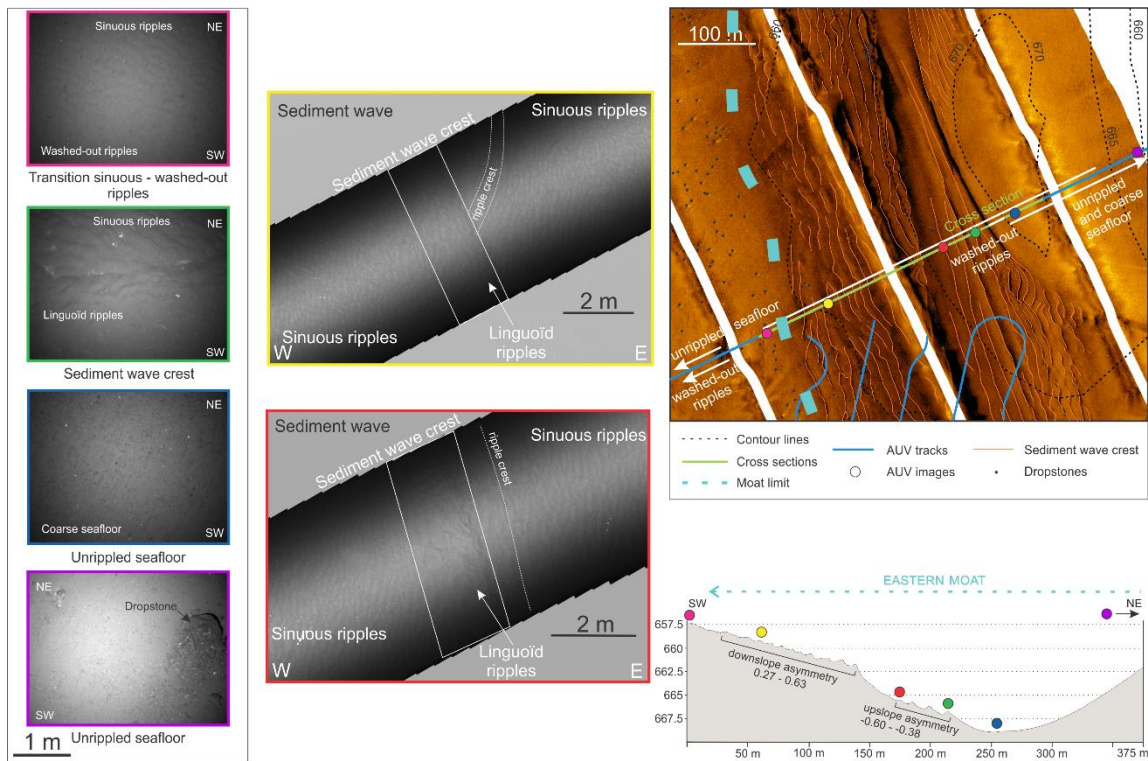 Sinuous ripples
NE
Washed-out ripples
SW
Transition sinuous - washed-out
ripples
Sinuous ripples
NE
Linguoïd ripples
SW
Sediment wave crest
NE
Coarse seafloor
SW
Unrippled seafloor
NE
Dropstone
SW
1 m
Unrippled seafloor
Sediment wave
Sinuous ripples
Sediment wave crest
ripple crest
2 m
Sinuous ripples
Linguoïd
ripples
W
E
Sediment wave
Sinuous ripples
Sediment wave crest
ripple crest
2 m
Sinuous ripples
Linguoïd
ripples
W
E
100 m
660
670
665
unrippled
and coarse
seafloor
Cross section
washed-out
ripples
unrippled seafloor
washed-out
ripples
Contour lines
AUV tracks
Sediment wave crest
Cross sections
AUV images
Dropstones
Moat limit
EASTERN MOAT
SW
NE
657.5
660
662.5
665
667.5
downslope asymmetry
0.27 - 0.63
upslope asymmetry
-0.60 - -0.38
50 m
100 m
150 m
200 m
250 m
300 m
375 m